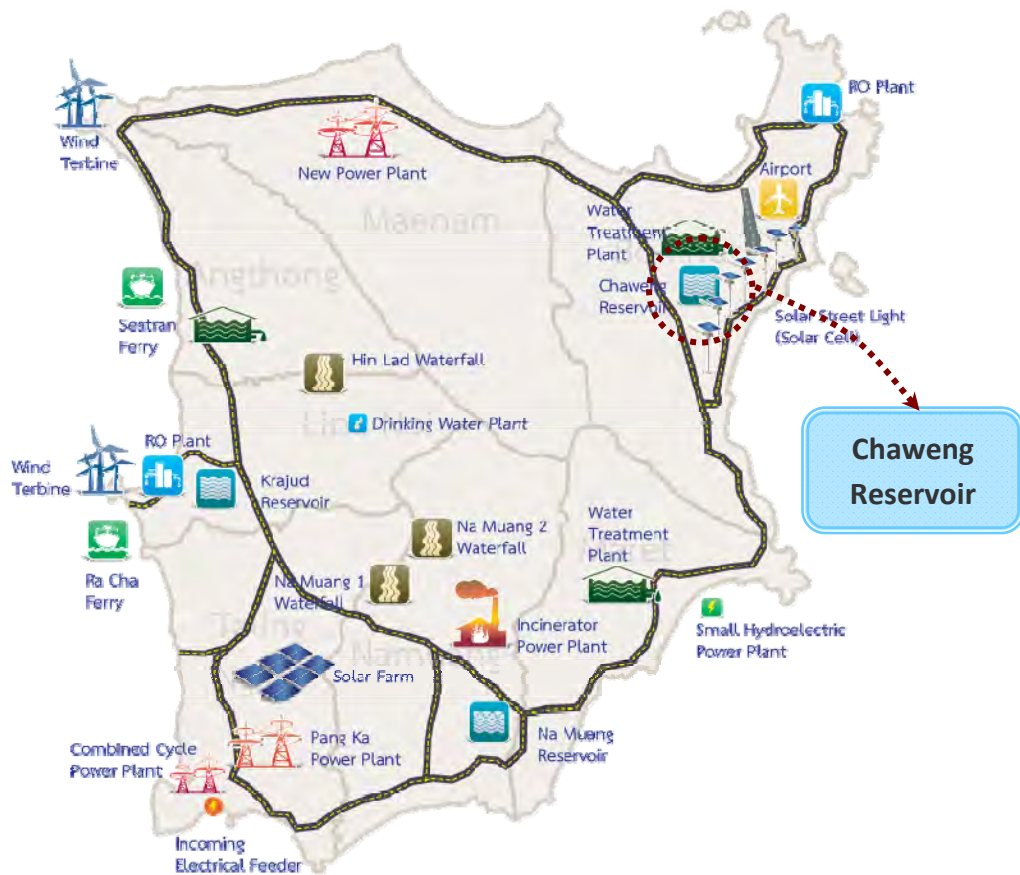 RO Plant
Wind
Terbine
New Power Plant
Airport
Maenam
Water
Treatment
Plant
Angthong
Chaweng
Reservoir
Seatran
Ferry
Solar Street Light
(Solar Cell)
Hin Lad Waterfall
Drinking Water Plant
Chaweng
Reservoir
RO Plant
Wind
Terbine
Krajud
Reservoir
Na Muang 2
Waterfall
Water
Treatment
Plant
Ra Cha
Ferry
Na Muang 1
Waterfall
Incinerator
Power Plant
Small Hydroelectric
Power Plant
Solar Farm
Combined Cycle
Power Plant
Pang Ka
Power Plant
Na Muang
Reservoir
Incoming
Electrical Feeder